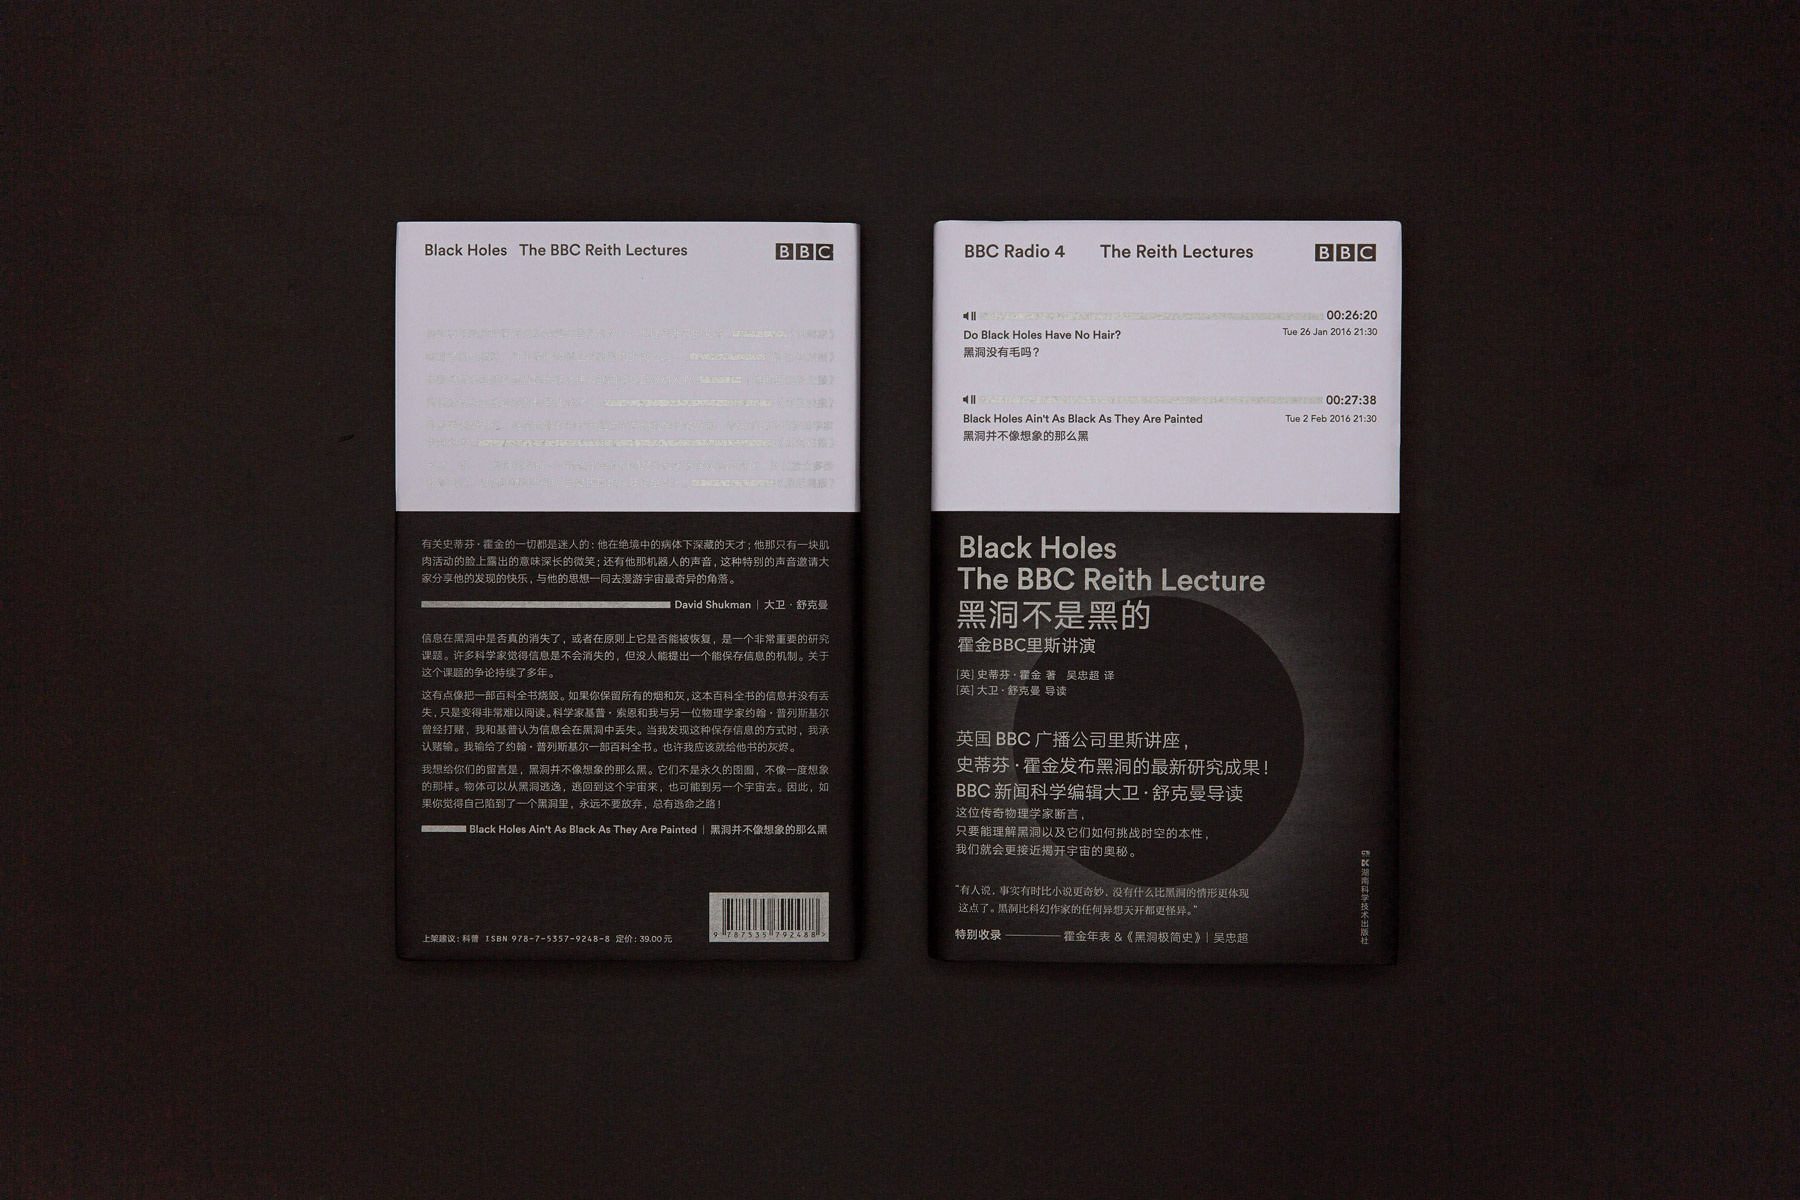 Black Holes The BBC Reith Lectures
BBC
有关史蒂芬·霍金的一切都是迷人的：他在绝境中的病体下深藏的天才；他那只有一块肌
肉活动的脸上露出的意味深长的微笑；还有他那机器人的声音，这种特别的声音邀请大
家分享他的发现的快乐，与他的思想一同去漫游宇宙最奇异的角落。
David Shukman | 大卫·舒克曼
信息在黑洞中是否真的消失了，或者在原则上它是否能被恢复，是一个非常重要的研究
课题。许多科学家觉得信息是不会消失的，但没人能提出一个能保存信息的机制。关于
这个课题的争论持续了多年。
这有点像把一部百科全书烧毁。如果你保留所有的烟和灰，这本百科全书的信息并没有丢
失，只是变得非常难以阅读。科学家基普·索恩和我与另一位物理学家约翰·普列斯基尔
曾经打赌，我和基普认为信息会在黑洞中丢失。当我发现这种保存信息的方式时，我承
认赌输。我输给了约翰·普列斯基尔一部百科全书。也许我应该就给他书的灰烬。
我想给你们的留言是，黑洞并不像想象的那么黑。它们不是永久的囹圄，不像一度想象
的那样。物体可以从黑洞逃逸，逃回到这个宇宙来，也可能到另一个宇宙去。因此，如
果你觉得自己陷到了一个黑洞里，永远不要放弃，总有逃命之路！
Black Holes Ain't As Black As They Are Painted | 黑洞并不像想象的那么黑
上架建议：科普 ISBN 978-7-5357-9248-8 定价：39.00元
9 787535 792488 >
BBC Radio 4 The Reith Lectures
BBC
00:26:20
Do Black Holes Have No Hair? Tue 26 Jan 2016 21:30
黑洞没有毛吗？
00:27:38
Black Holes Ain't As Black As They Are Painted Tue 2 Feb 2016 21:30
黑洞并不像想象的那么黑
Black Holes
The BBC Reith Lecture
黑洞不是黑的
霍金BBC里斯讲演
[英] 史蒂芬·霍金 著 吴忠超 译
[英] 大卫·舒克曼 导读
英国 BBC 广播公司里斯讲座，
史蒂芬·霍金发布黑洞的最新研究成果！
BBC 新闻科学编辑大卫·舒克曼导读
这位传奇物理学家断言，
只要能理解黑洞以及它们如何挑战时空的本性，
我们就会更接近揭开宇宙的奥秘。
“有人说，事实有时比小说更奇妙，没有什么比黑洞的情形更体现
这点了。黑洞比科幻作家的任何异想天开都更怪异。”
特别收录 ——— 霍金年表 &《黑洞极简史》| 吴忠超
湖南科学技术出版社